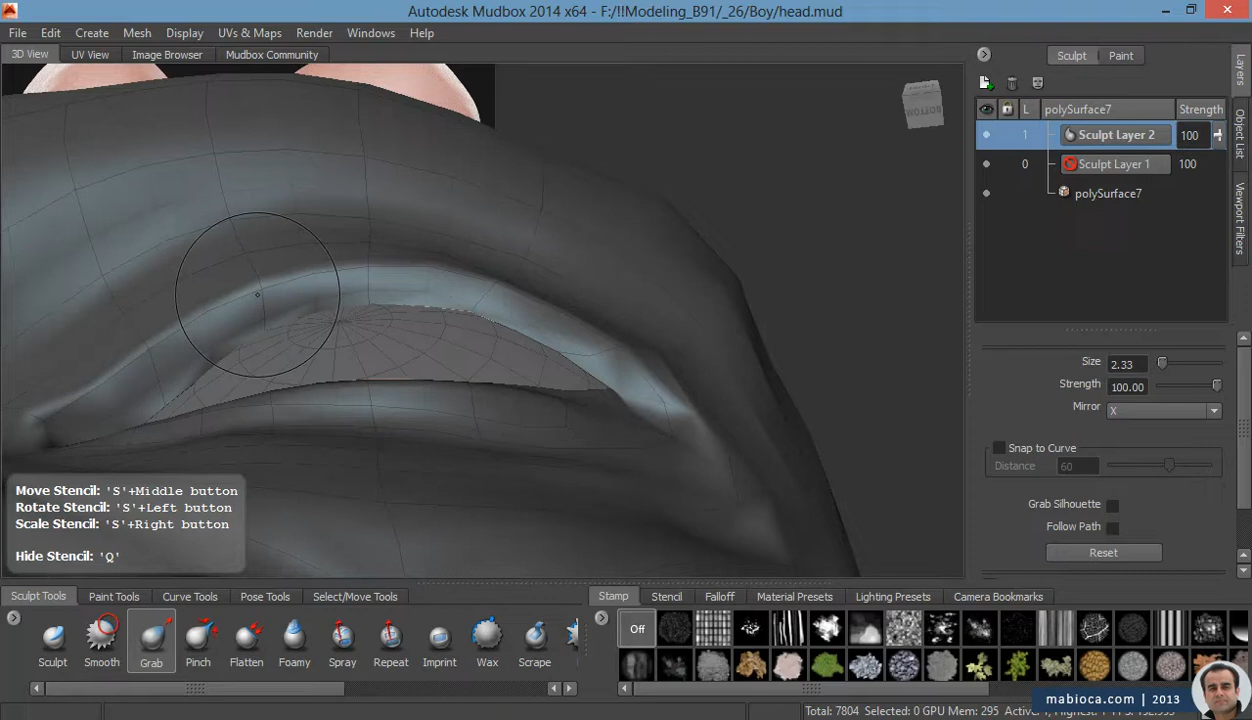 Autodesk Mudbox 2014 x64 - F:/!!Modeling_B91/_26/Boy/head.mud
File Edit Create Mesh Display UVs & Maps Render Windows Help
3D View UV View Image Browser Mudbox Community
Sculpt Paint
Layers
Object List
Viewport Filters
L polySurface7 Strength
1 Sculpt Layer 2 100
0 Sculpt Layer 1 100
polySurface7
BOTTOM
Size 2.33
Strength 100.00
Mirror X
Snap to Curve
Distance 60
Grab Silhouette
Follow Path
Reset
Move Stencil: 'S'+Middle button
Rotate Stencil: 'S'+Left button
Scale Stencil: 'S'+Right button
Hide Stencil: 'Q'
Sculpt Tools Paint Tools Curve Tools Pose Tools Select/Move Tools
Stamp Stencil Falloff Material Presets Lighting Presets Camera Bookmarks
Off
Sculpt Smooth Grab Pinch Flatten Foamy Spray Repeat Imprint Wax Scrape
mabioca.com | 2013
Total: 7804 Selected: 0 GPU Mem: 295